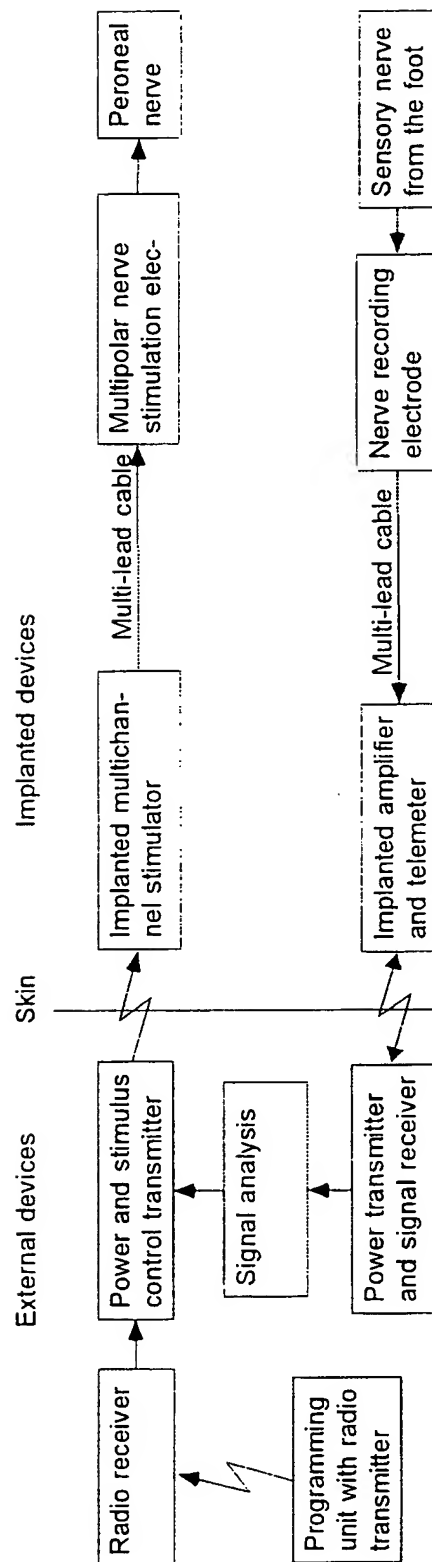 External devices
Skin
Implanted devices
Radio receiver
Power and stimulus
control transmitter
Implanted multichan-
nel stimulator
Multi-lead cable
Multipolar nerve
stimulation elec-
Peroneal
nerve
Signal analysis
Programming
unit with radio
transmitter
Power transmitter
and signal receiver
Implanted amplifier
and telemeter
Multi-lead cable
Nerve recording
electrode
Sensory nerve
from the foot